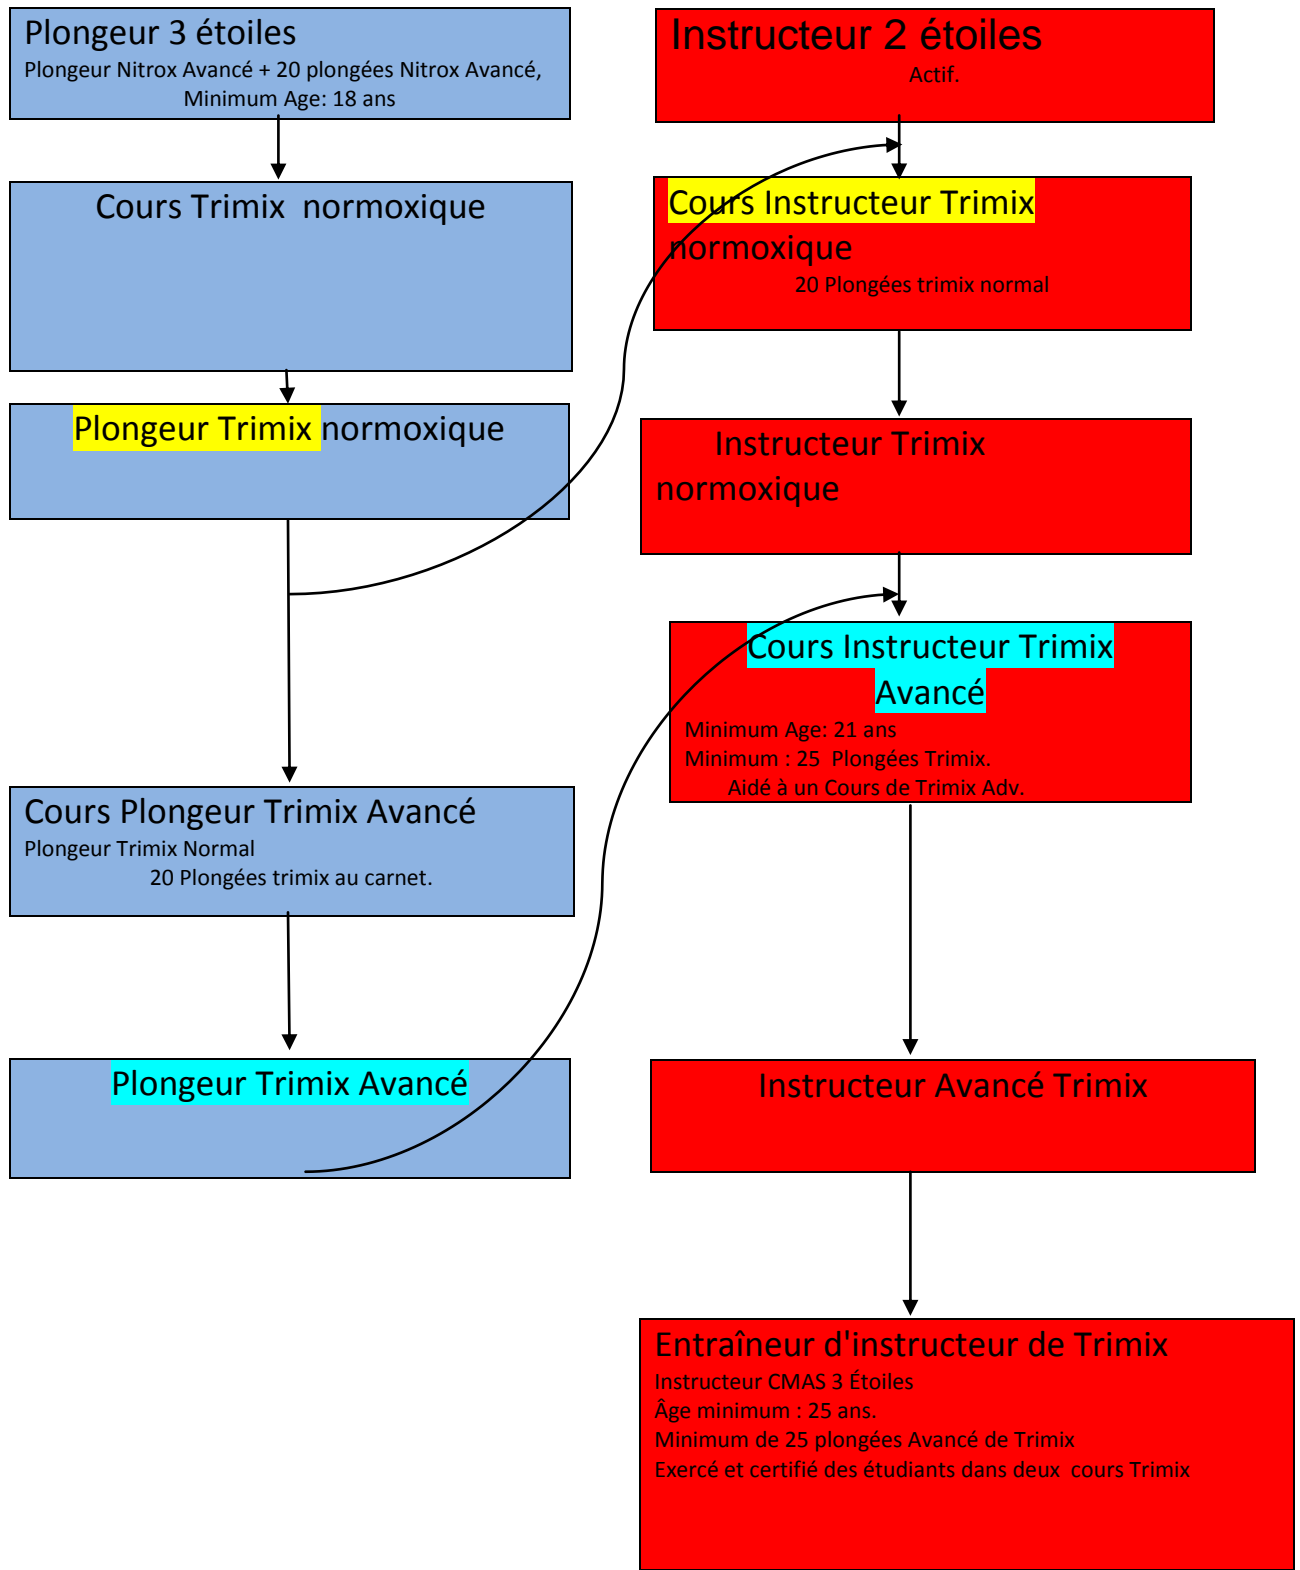 Plongeur 3 étoiles
Plongeur Nitrox Avancé + 20 plongées Nitrox Avancé,
Minimum Age: 18 ans
Cours Trimix normoxique
Plongeur Trimix normoxique
Cours Plongeur Trimix Avancé
Plongeur Trimix Normal
20 Plongées trimix au carnet.
Plongeur Trimix Avancé
Instructeur 2 étoiles
Actif.
Cours Instructeur Trimix
normoxique
20 Plongées trimix normal
Instructeur Trimix
normoxique
Cours Instructeur Trimix
Avancé
Minimum Age: 21 ans
Minimum : 25 Plongées Trimix.
Aidé à un Cours de Trimix Adv.
Instructeur Avancé Trimix
Entraîneur d'instructeur de Trimix
Instructeur CMAS 3 Étoiles
Âge minimum : 25 ans.
Minimum de 25 plongées Avancé de Trimix
Exercé et certifié des étudiants dans deux cours Trimix